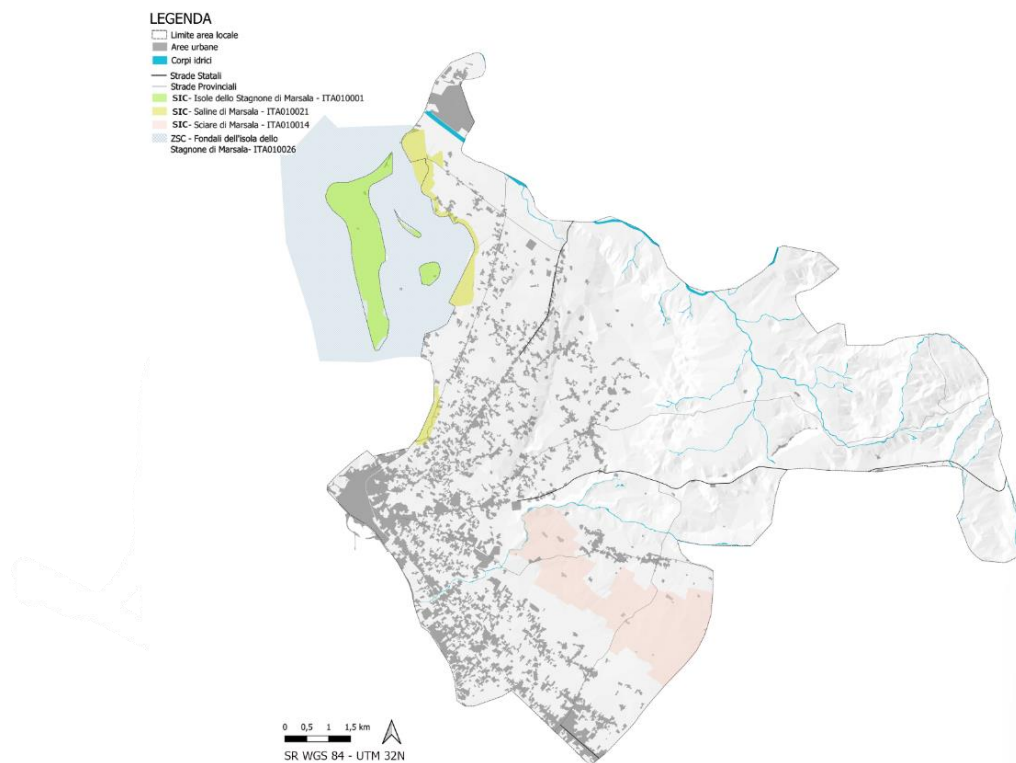 LEGENDA
Limite area locale
Aree urbane
Corpi idrici
Strade Statali
Strade Provinciali
SIC- Isole dello Stagnone di Marsala - ITA010001
SIC- Saline di Marsala - ITA010021
SIC- Sciare di Marsala - ITA010014
ZSC - Fondali dell'isola dello
Stagnone di Marsala- ITA010026
0 0,5 1 1,5 km
SR WGS 84 - UTM 32N